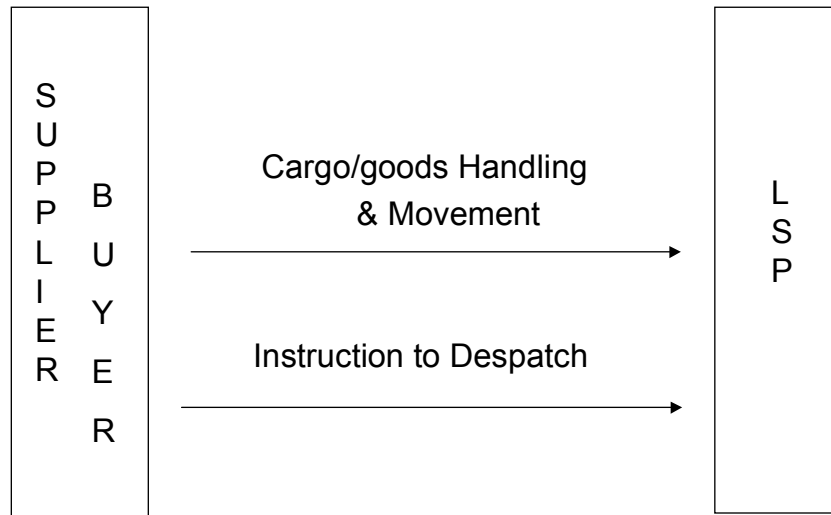 SUPPLIER
BUYER
Cargo/goods Handling
& Movement
Instruction to Despatch
LSP